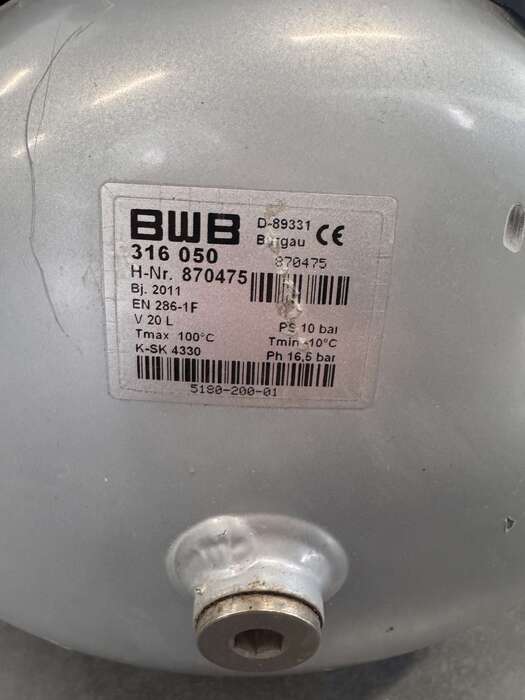 BWB D-89331
Burgau CE
316 050 870475
H-Nr. 870475
Bj. 2011
EN 286-1F
V 20 L PS 10 bar
Tmax 100°C Tmin -10°C
K-SK 4330 Ph 16,5 bar
5180-200-01
BWB